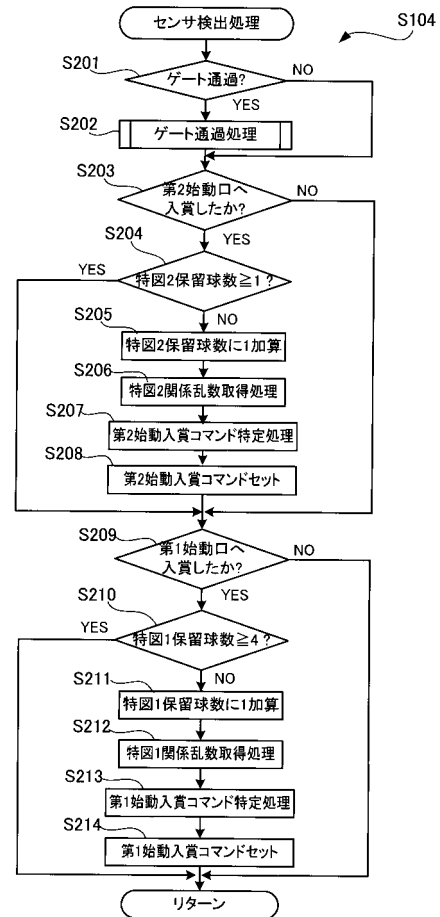 センサ検出処理
S104
S201
ゲート通過?
NO
YES
S202
ゲート通過処理
S203
第2始動口へ
入賞したか?
NO
YES
S204
特図2保留球数≧1?
YES
NO
S205
特図2保留球数に1加算
S206
特図2関係乱数取得処理
S207
第2始動入賞コマンド特定処理
S208
第2始動入賞コマンドセット
S209
第1始動口へ
入賞したか?
NO
YES
S210
特図1保留球数≧4?
YES
NO
S211
特図1保留球数に1加算
S212
特図1関係乱数取得処理
S213
第1始動入賞コマンド特定処理
S214
第1始動入賞コマンドセット
リターン